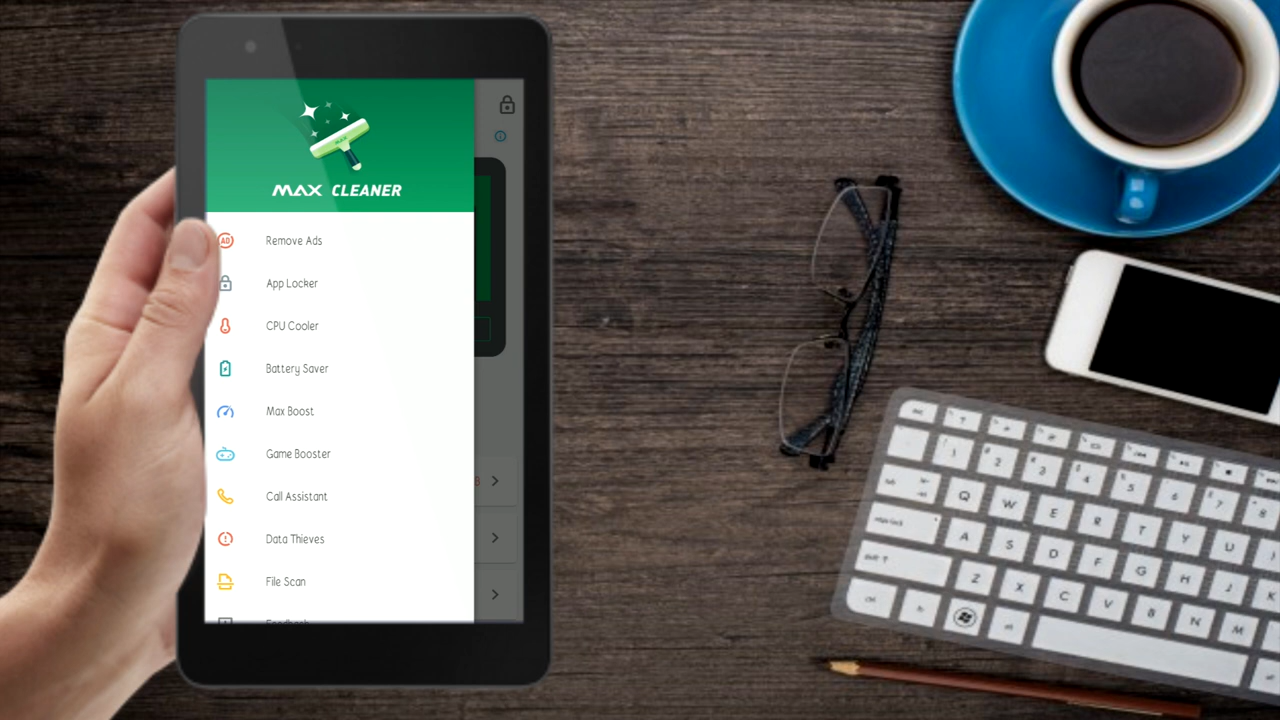 MAX CLEANER
Remove Ads
App Locker
CPU Cooler
Battery Saver
Max Boost
Game Booster
Call Assistant
Data Thieves
File Scan
Feedback
Q W E R T Y U
A S D F G H J K
Z X C V B N M